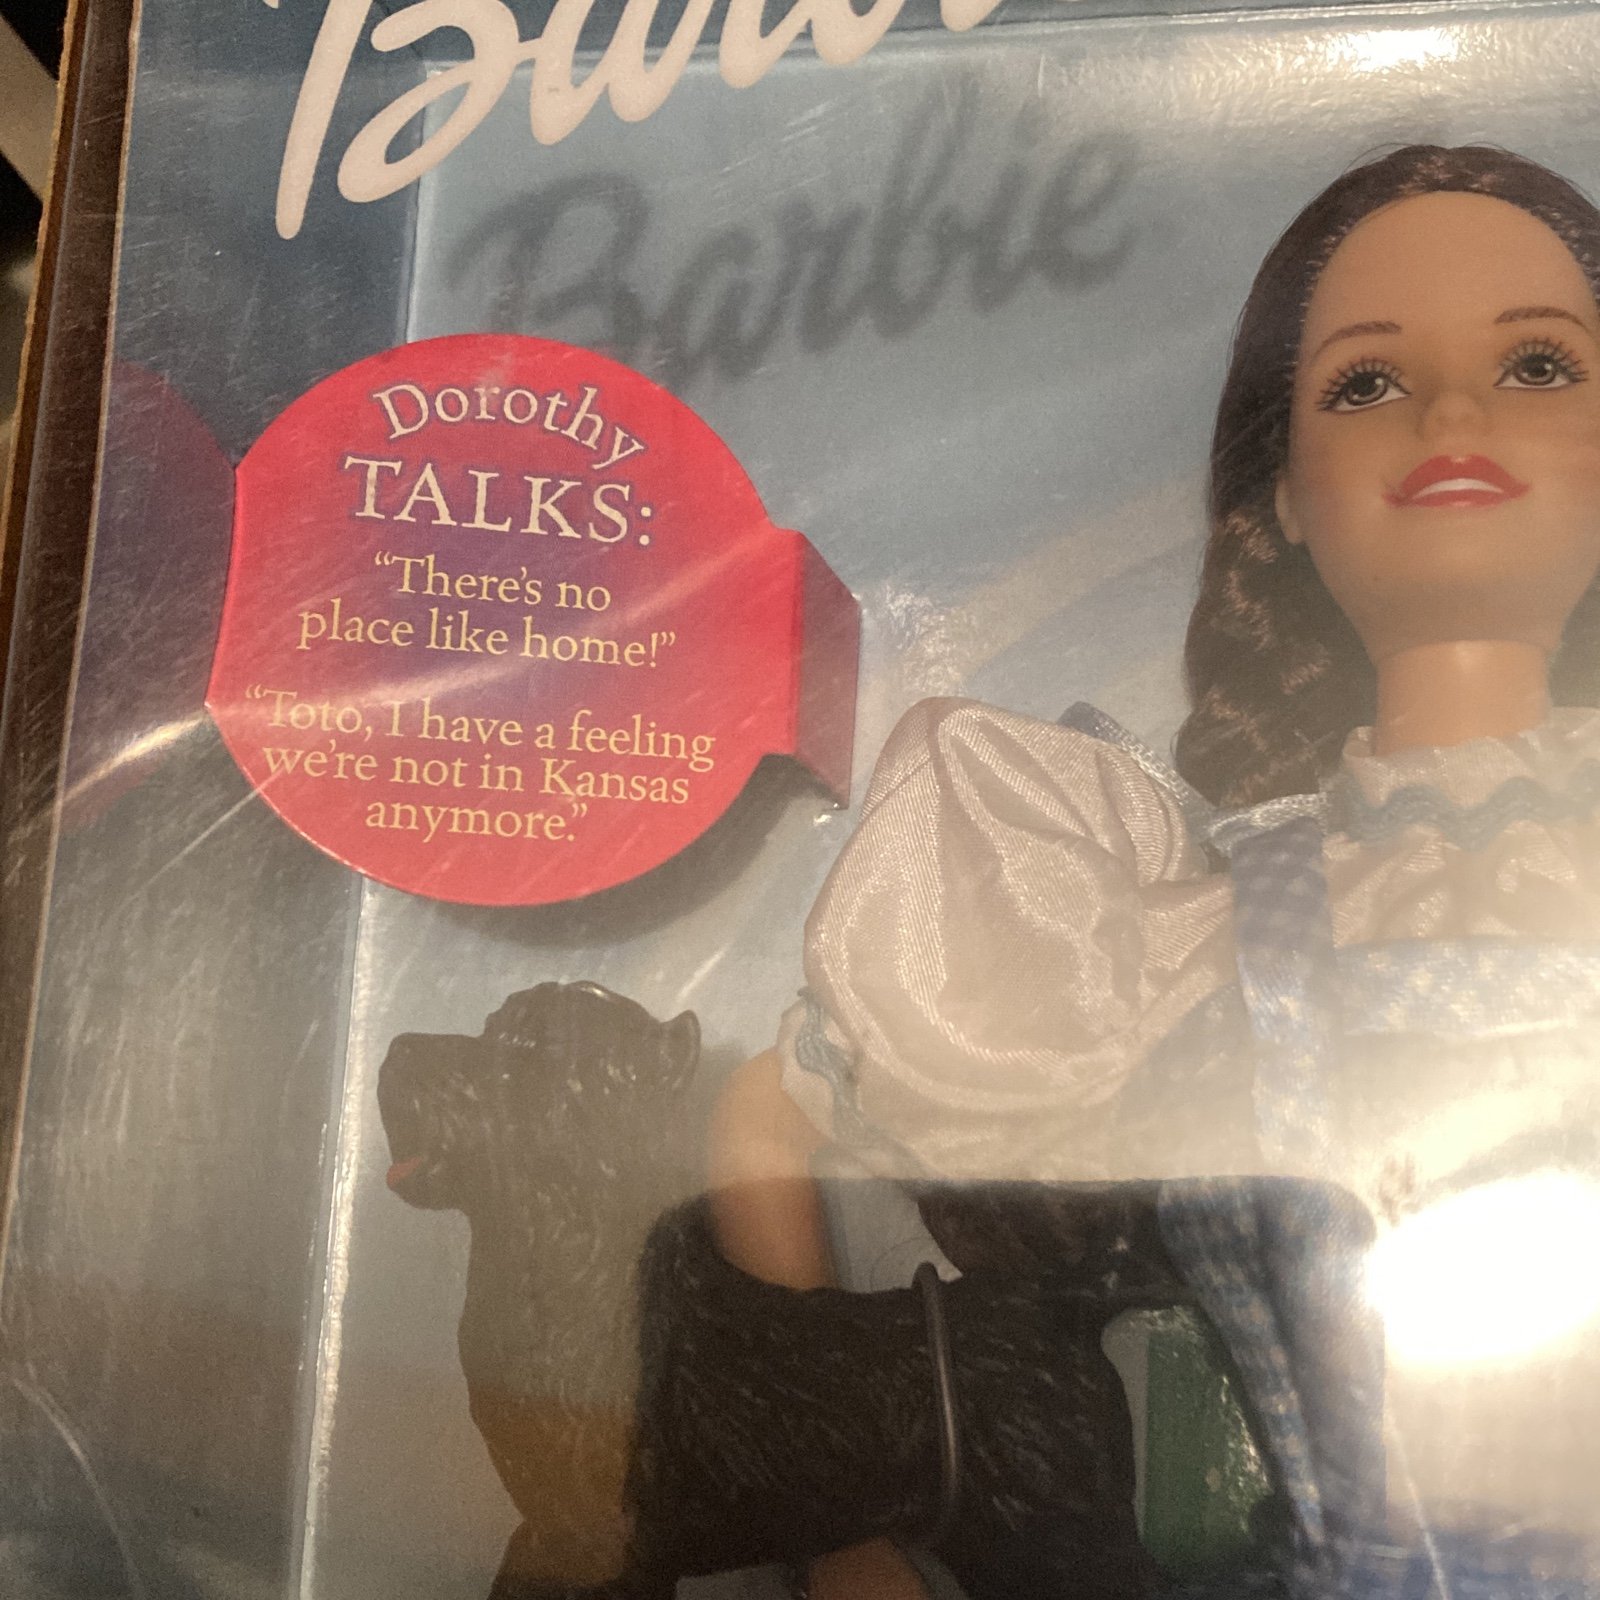 Barbie
Dorothy
TALKS:
“There's no
place like home!”
“Toto, I have a feeling
we're not in Kansas
anymore.”